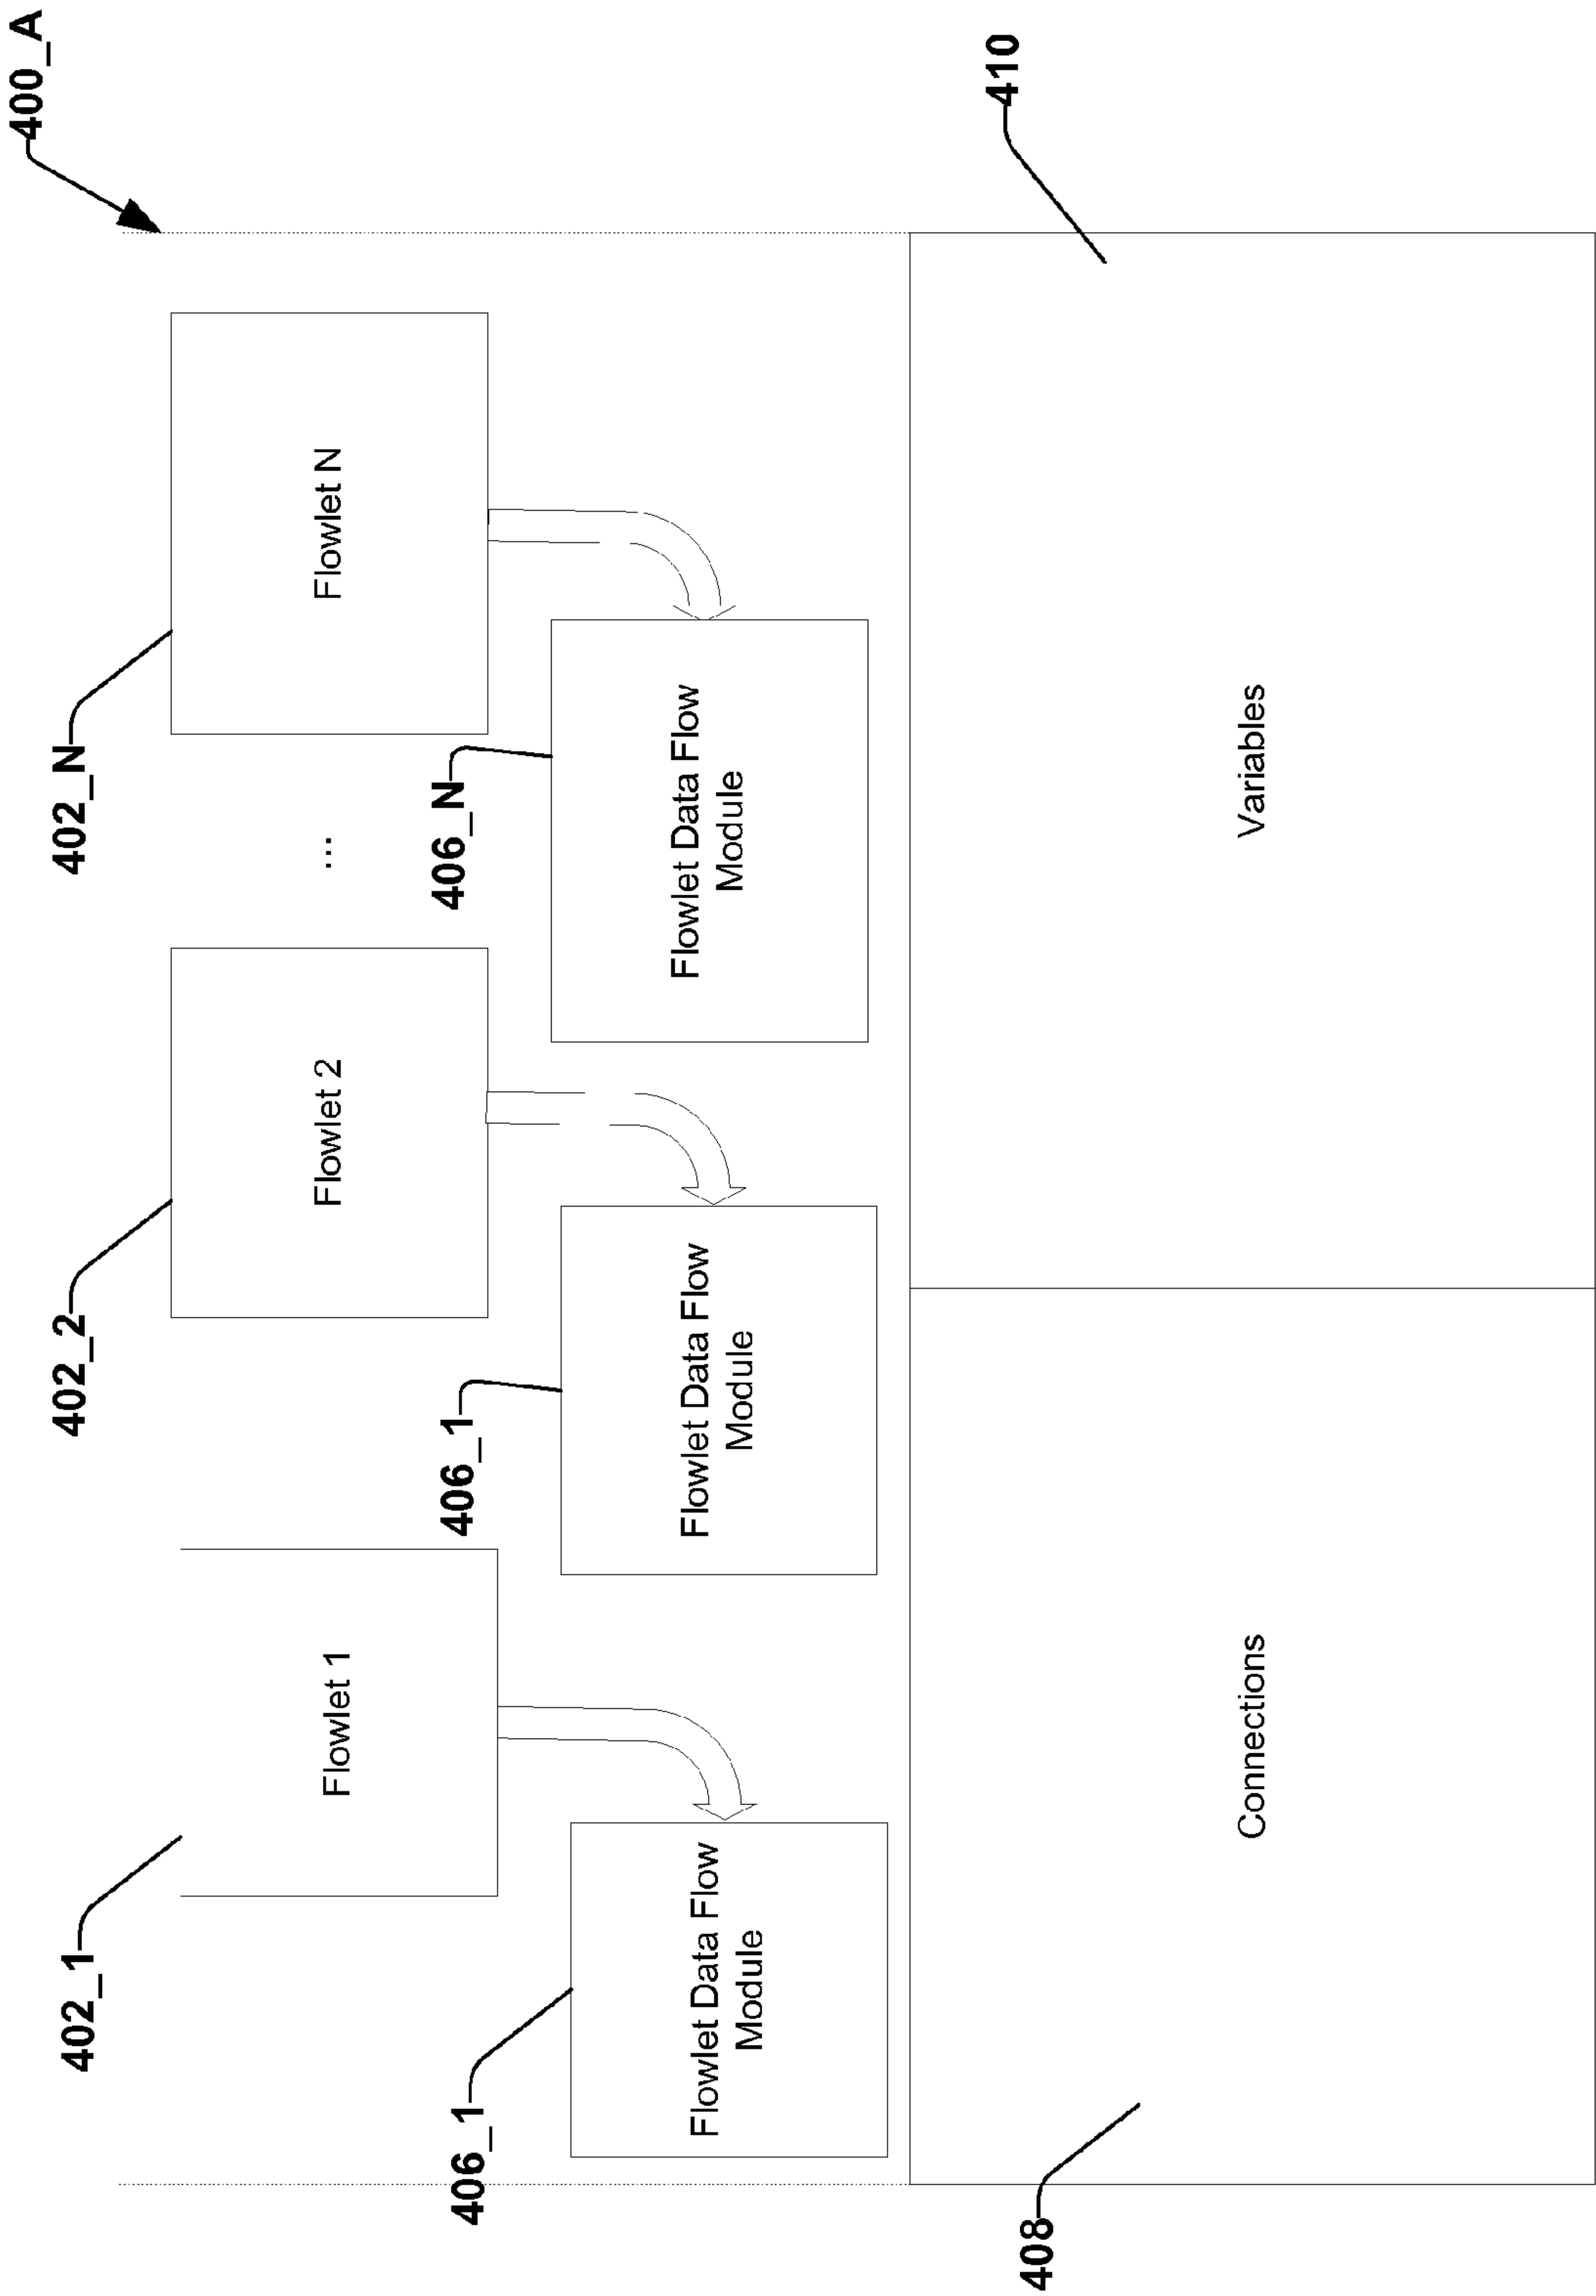 400_A
402_1
402_2
402_N
Flowlet 1
Flowlet 2
...
Flowlet N
406_1
406_1
406_N
Flowlet Data Flow
Module
Flowlet Data Flow
Module
Flowlet Data Flow
Module
408
410
Connections
Variables